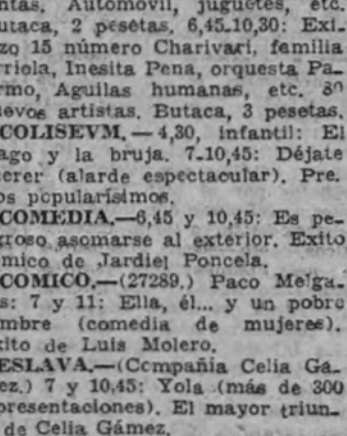 ntas. Automóvil, juguetes, etc.
utaca, 2 pesetas. 6,45-10,30: Exi-
zo 15 número Charivari, familia
rriola, Inesita Pena, orquesta Pa-
rmo, Aguilas humanas, etc. 80
evos artistas. Butaca, 3 pesetas.
COLISEVM.—4,30, infantil: El
ago y la bruja. 7-10,45: Déjate
erer (alarde espectacular). Pre.
os popularísimos.
COMEDIA.—6,45 y 10,45: Es pe-
groso asomarse al exterior. Exito
mico de Jardiel Poncela.
COMICO.—(27289.) Paco Melga-
s: 7 y 11: Ella, él... y un pobre
mbre (comedia de mujeres).
xito de Luis Molero.
ESLAVA.—(Compañia Celia Gá-
ez.) 7 y 10,45: Yola (más de 300
presentaciones). El mayor triun-
de Celia Gámez.